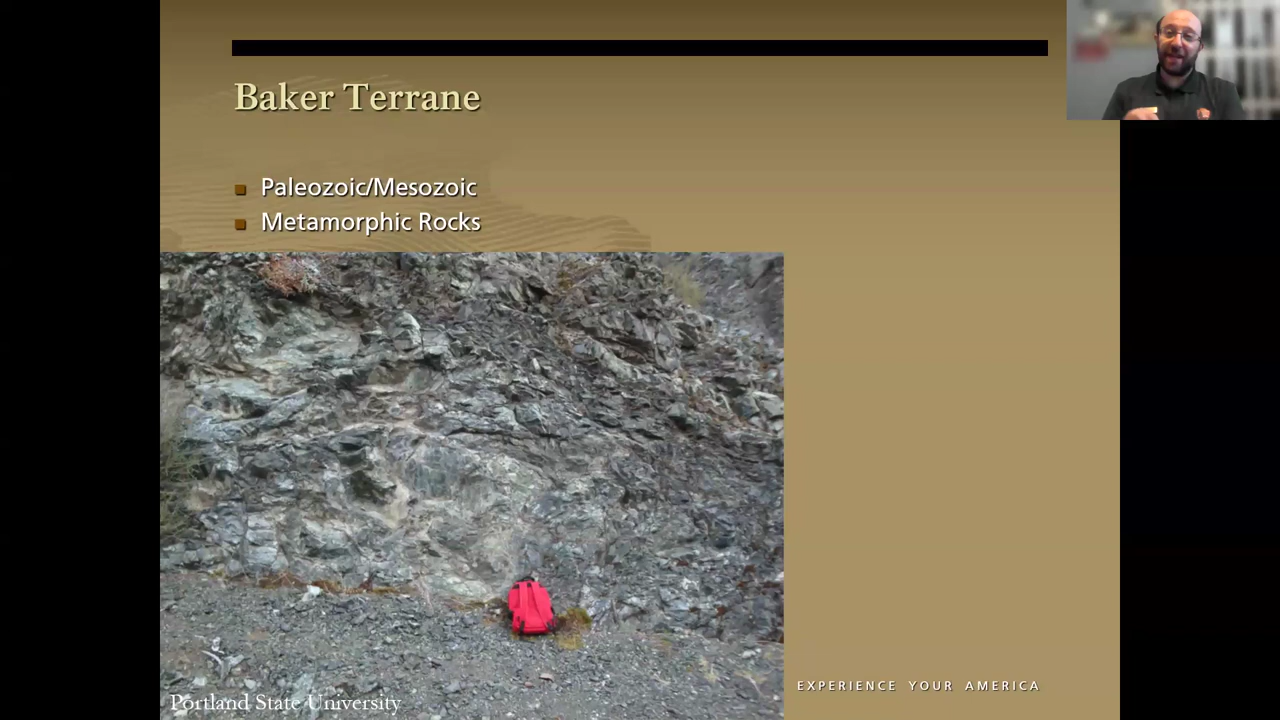 Baker Terrane
Paleozoic/Mesozoic
Metamorphic Rocks
Portland State University
EXPERIENCE YOUR AMERICA